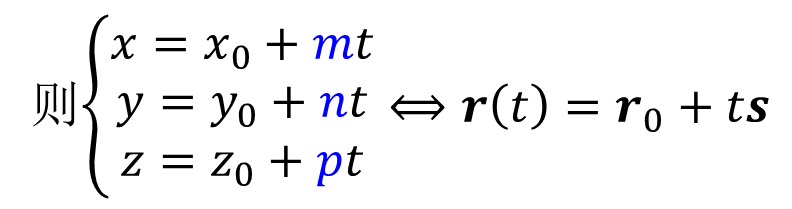 x = x₀ + mt
则 y = y₀ + nt ⟺ r(t) = r₀ + ts
z = z₀ + pt